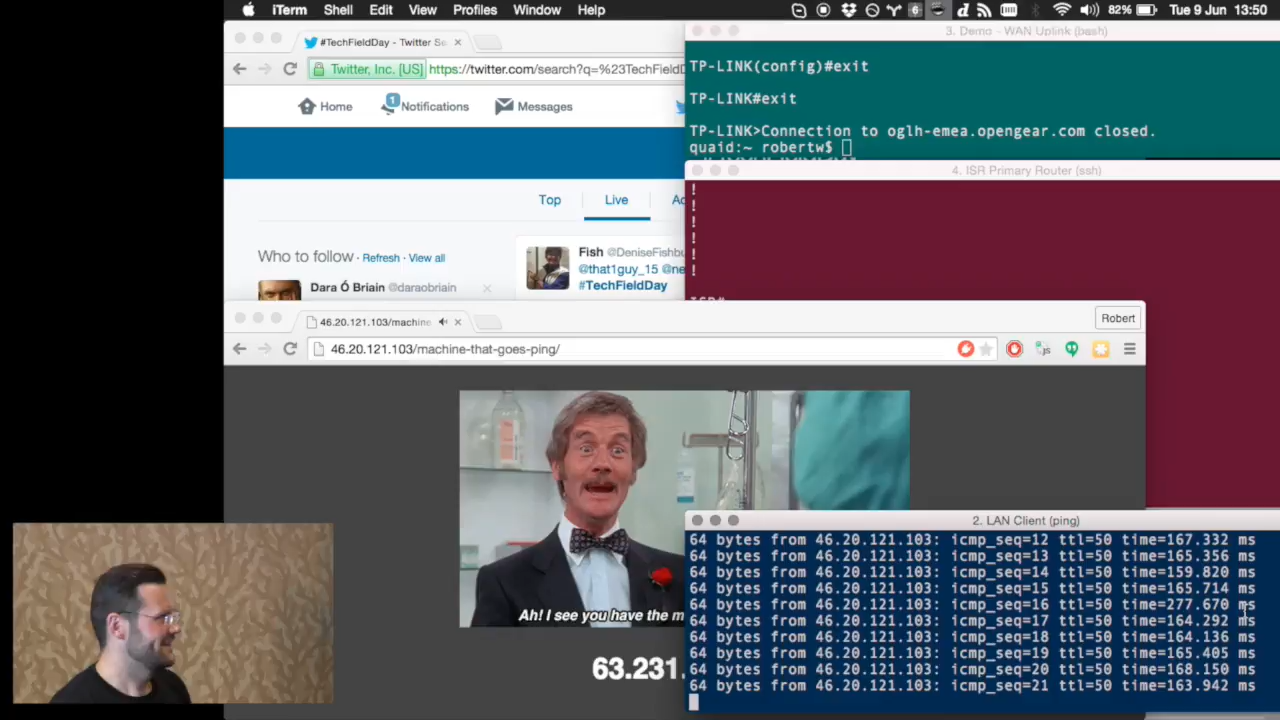 iTerm Shell Edit View Profiles Window Help 6 82% Tue 9 Jun 13:50
#TechFieldDay - Twitter Se
Twitter, Inc. [US] https://twitter.com/search?q=%23TechFieldD
Home 1 Notifications Messages
Top Live
Who to follow · Refresh · View all
Dara Ó Briain @daraobriain
Fish @DeniseFishbu
@that1guy_15 @ne
#TechFieldDay
3. Demo - WAN Uplink (bash)
TP-LINK(config)#exit
TP-LINK#exit
TP-LINK>Connection to oglh-emea.opengear.com closed.
quaid:~ robertw$
4. ISR Primary Router (ssh)
!
!
!
!
!
!
ISR#
46.20.121.103/machine
Robert
46.20.121.103/machine-that-goes-ping/
Ah! I see you have the m
63.231.
2. LAN Client (ping)
64 bytes from 46.20.121.103: icmp_seq=12 ttl=50 time=167.332 ms
64 bytes from 46.20.121.103: icmp_seq=13 ttl=50 time=165.356 ms
64 bytes from 46.20.121.103: icmp_seq=14 ttl=50 time=159.820 ms
64 bytes from 46.20.121.103: icmp_seq=15 ttl=50 time=165.714 ms
64 bytes from 46.20.121.103: icmp_seq=16 ttl=50 time=277.670 ms
64 bytes from 46.20.121.103: icmp_seq=17 ttl=50 time=164.292 ms
64 bytes from 46.20.121.103: icmp_seq=18 ttl=50 time=164.136 ms
64 bytes from 46.20.121.103: icmp_seq=19 ttl=50 time=165.405 ms
64 bytes from 46.20.121.103: icmp_seq=20 ttl=50 time=168.150 ms
64 bytes from 46.20.121.103: icmp_seq=21 ttl=50 time=163.942 ms